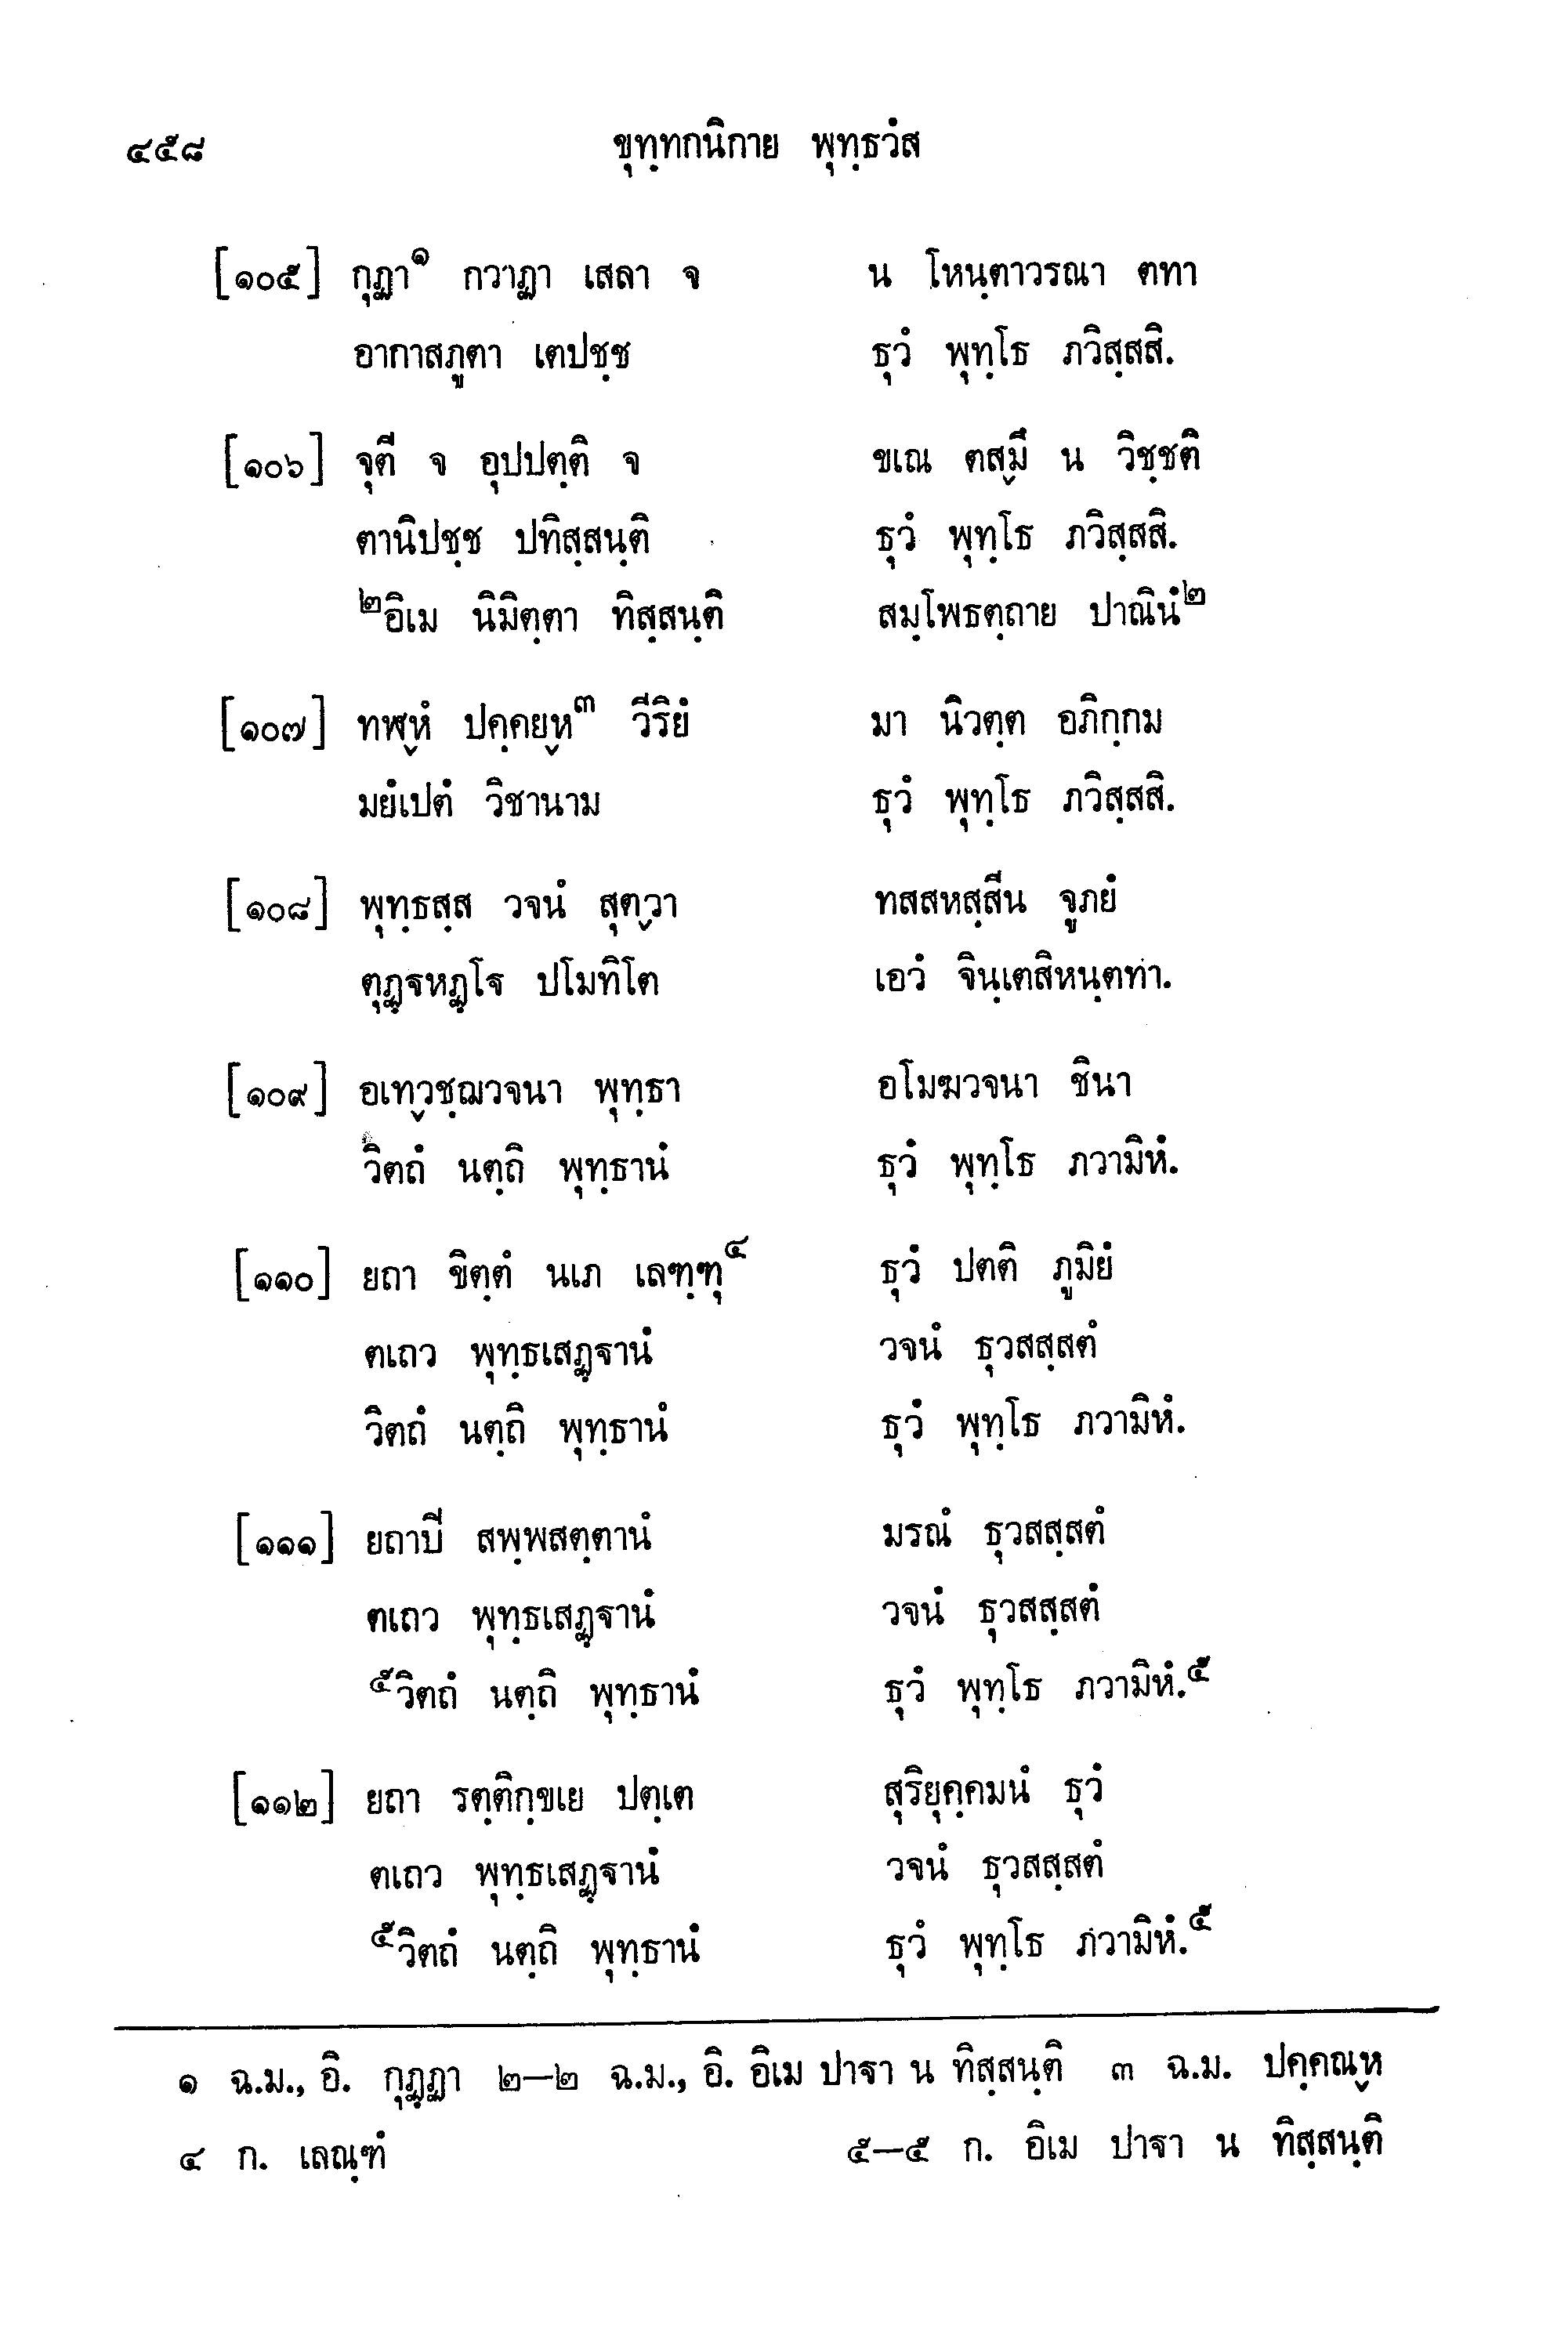 ๔๕๘ ขุทฺทกนิกาย พุทฺธวํส
[๑๐๕] กุฏา๑ กวาฏา เสลา จ น โหนฺตาวรณา ตทา
อากาสภูตา เตปชฺช ธุวํ พุทฺโธ ภวิสฺสสิ.
[๑๐๖] จุตี จ อุปปตฺติ จ ขเณ ตสฺมึ น วิชฺชติ
ตานิปชฺช ปทิสฺสนฺติ ธุวํ พุทฺโธ ภวิสฺสสิ.
๒อิเม นิมิตฺตา ทิสฺสนฺติ สมฺโพธตฺถาย ปาณินํ๒
[๑๐๗] ทฬฺหํ ปคฺคยฺห๓ วีริยํ มา นิวตฺต อภิกฺกม
มยํเปตํ วิชานาม ธุวํ พุทฺโธ ภวิสฺสสิ.
[๑๐๘] พุทฺธสฺส วจนํ สุตฺวา ทสสหสฺสีน จูภยํ
ตุฏฺฐหฏฺโฐ ปโมทิโต เอวํ จินฺเตสิหนฺตทา.
[๑๐๙] อเทฺวชฺฌวจนา พุทฺธา อโมฆวจนา ชินา
วิตถํ นตฺถิ พุทฺธานํ ธุวํ พุทฺโธ ภวามิหํ.
[๑๑๐] ยถา ขิตฺตํ นเภ เลฑฺฑุ๔ ธุวํ ปตติ ภูมิยํ
ตเถว พุทฺธเสฏฺฐานํ วจนํ ธุวสสฺสตํ
วิตถํ นตฺถิ พุทฺธานํ ธุวํ พุทฺโธ ภวามิหํ.
[๑๑๑] ยถาปี สพฺพสตฺตานํ มรณํ ธุวสสฺสตํ
ตเถว พุทฺธเสฏฺฐานํ วจนํ ธุวสสฺสตํ
๕วิตถํ นตฺถิ พุทฺธานํ ธุวํ พุทฺโธ ภวามิหํ.๕
[๑๑๒] ยถา รตฺติกฺขเย ปตฺเต สุริยุคฺคมนํ ธุวํ
ตเถว พุทฺธเสฏฺฐานํ วจนํ ธุวสสฺสตํ
๕วิตถํ นตฺถิ พุทฺธานํ ธุวํ พุทฺโธ ภวามิหํ.๕
๑ ฉ.ม., อิ. กุฏฺฏา ๒—๒ ฉ.ม., อิ. อิเม ปาฐา น ทิสฺสนฺติ ๓ ฉ.ม. ปคฺคณฺห
๔ ก. เลณฺฑํ ๕—๕ ก. อิเม ปาฐา น ทิสฺสนฺติ